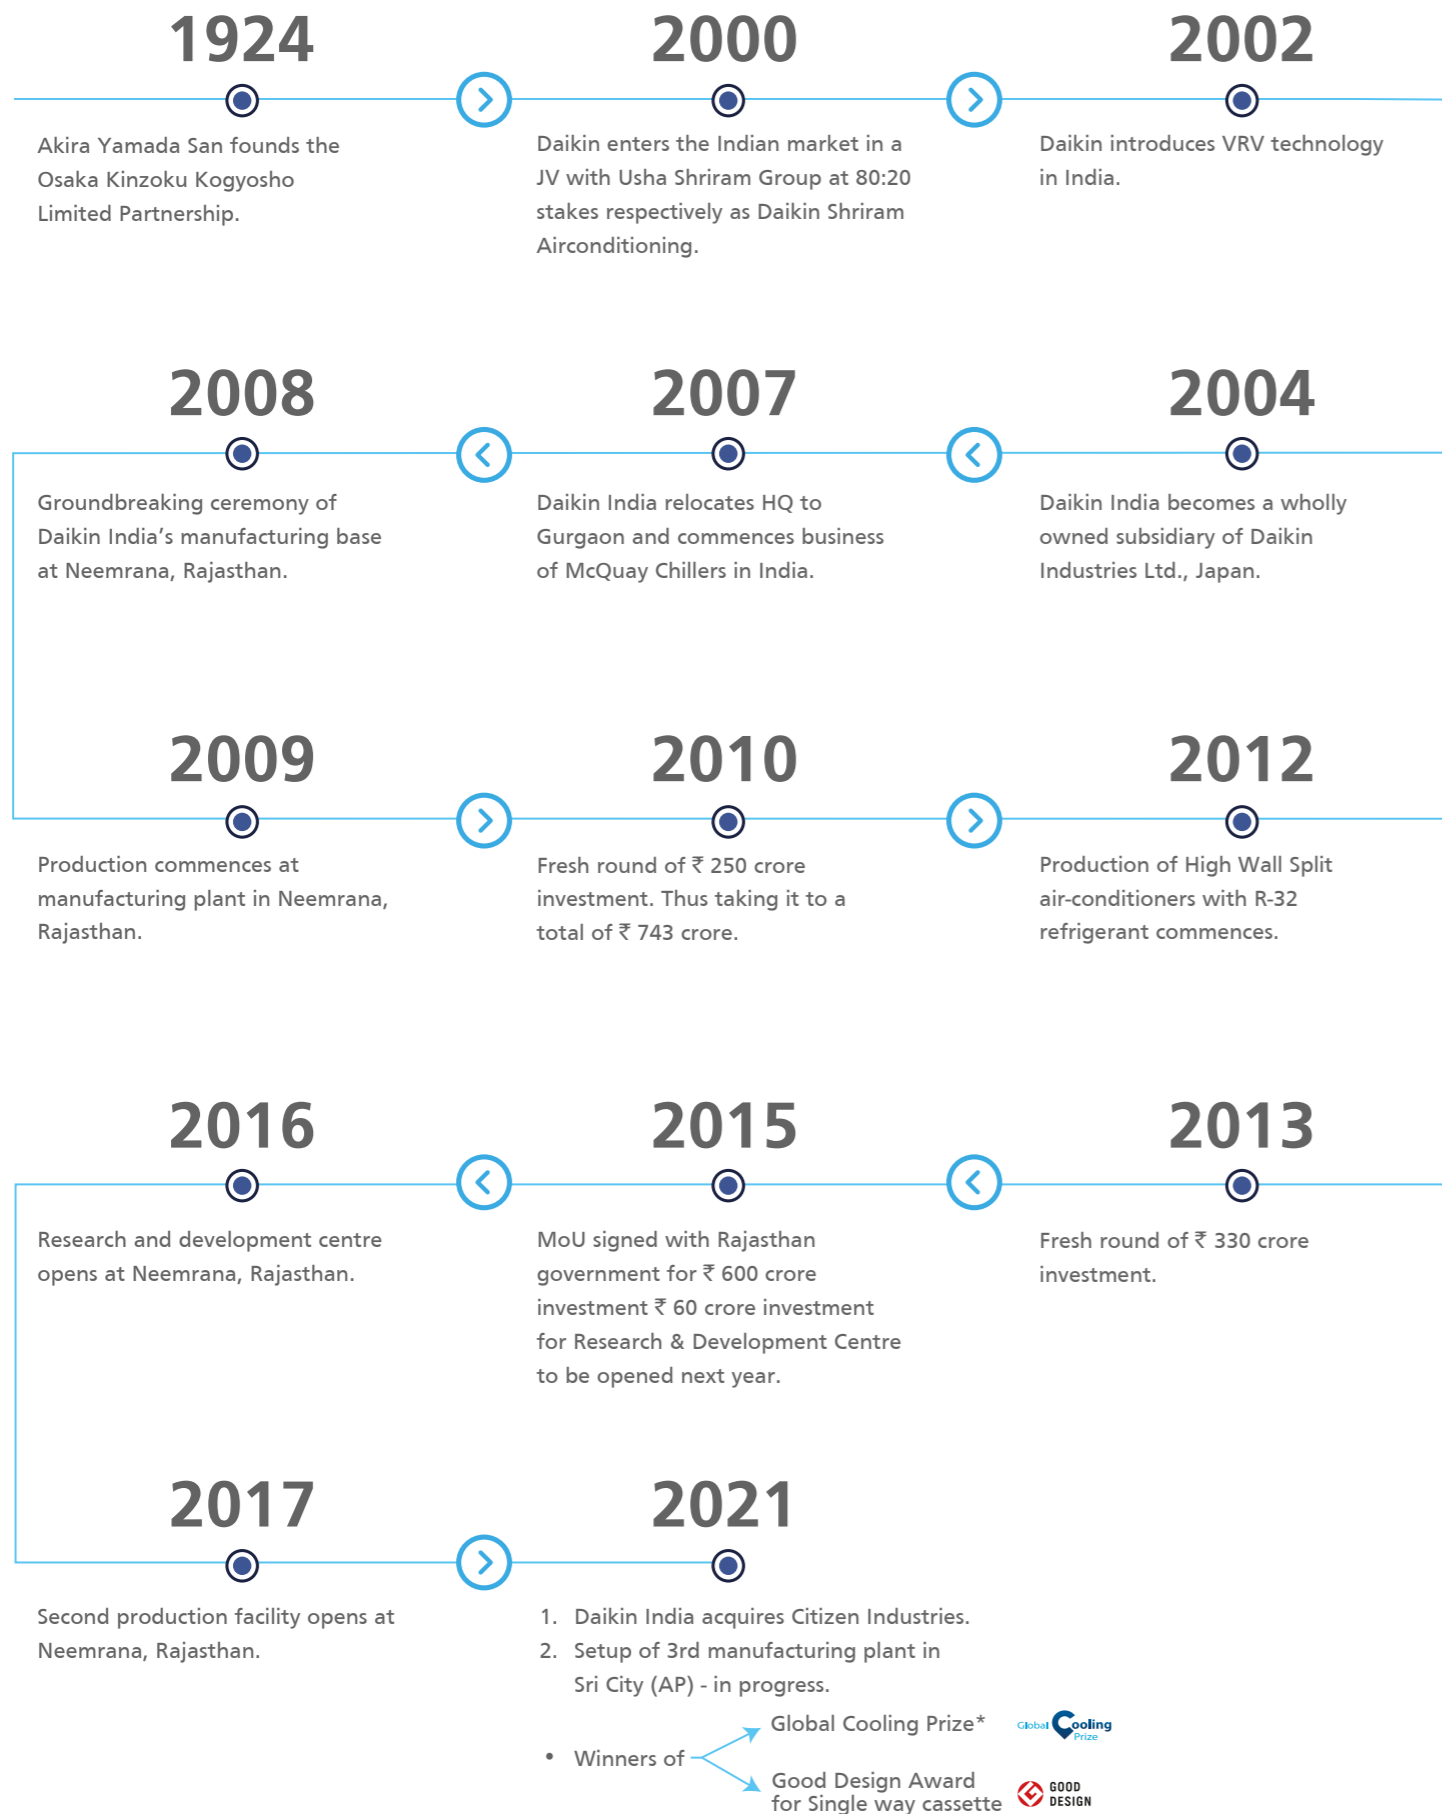 1924
Akira Yamada San founds the
Osaka Kinzoku Kogyosho
Limited Partnership.
2000
Daikin enters the Indian market in a
JV with Usha Shriram Group at 80:20
stakes respectively as Daikin Shriram
Airconditioning.
2002
Daikin introduces VRV technology
in India.
2004
Daikin India becomes a wholly
owned subsidiary of Daikin
Industries Ltd., Japan.
2007
Daikin India relocates HQ to
Gurgaon and commences business
of McQuay Chillers in India.
2008
Groundbreaking ceremony of
Daikin India's manufacturing base
at Neemrana, Rajasthan.
2009
Production commences at
manufacturing plant in Neemrana,
Rajasthan.
2010
Fresh round of ₹ 250 crore
investment. Thus taking it to a
total of ₹ 743 crore.
2012
Production of High Wall Split
air-conditioners with R-32
refrigerant commences.
2013
Fresh round of ₹ 330 crore
investment.
2015
MoU signed with Rajasthan
government for ₹ 600 crore
investment ₹ 60 crore investment
for Research & Development Centre
to be opened next year.
2016
Research and development centre
opens at Neemrana, Rajasthan.
2017
Second production facility opens at
Neemrana, Rajasthan.
2021
1. Daikin India acquires Citizen Industries.
2. Setup of 3rd manufacturing plant in
Sri City (AP) - in progress.
• Winners of
Global Cooling Prize*
Global Cooling
Prize
Good Design Award
for Single way cassette
GOOD
DESIGN